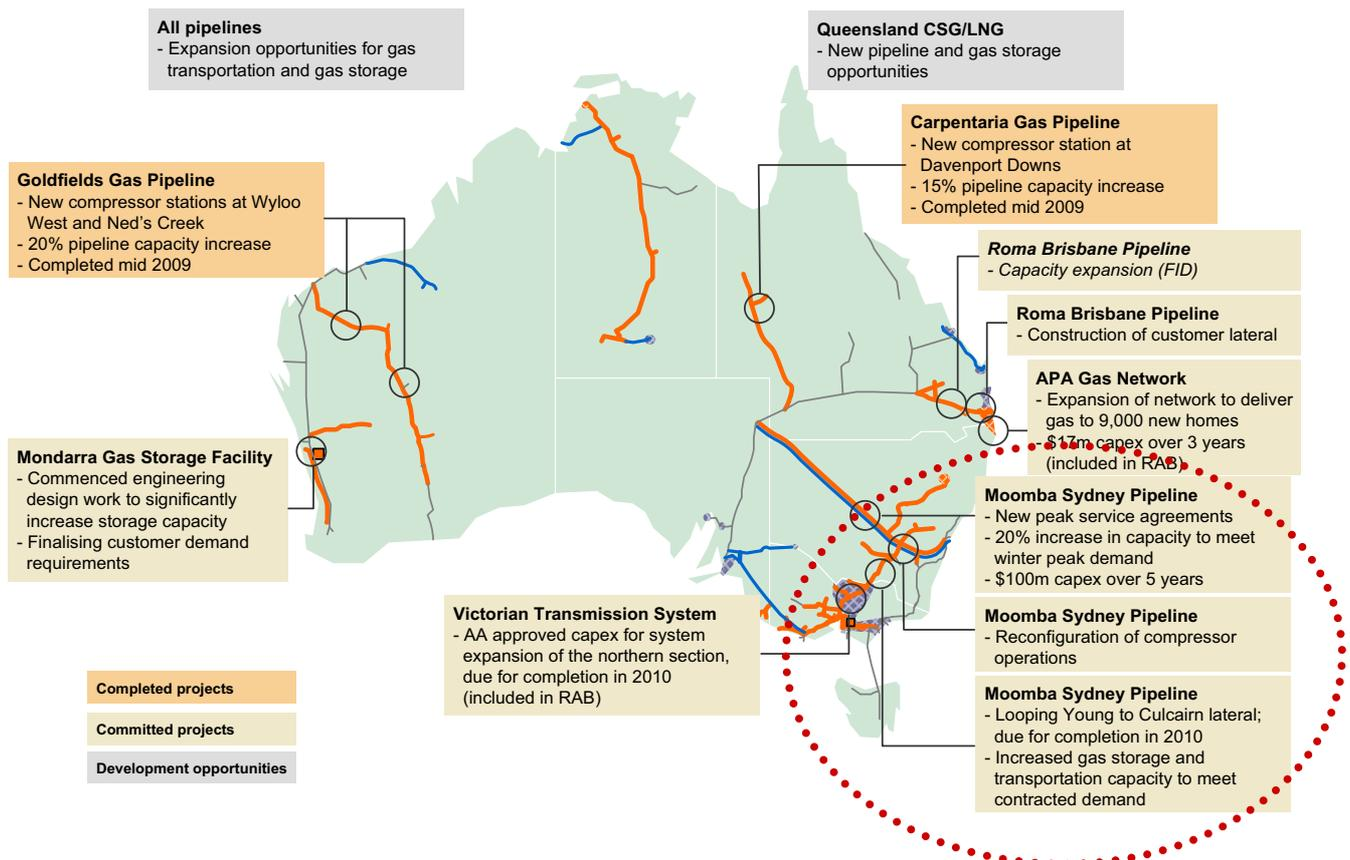 All pipelines
- Expansion opportunities for gas
transportation and gas storage
Queensland CSG/LNG
- New pipeline and gas storage
opportunities
Carpentaria Gas Pipeline
- New compressor station at
Davenport Downs
- 15% pipeline capacity increase
- Completed mid 2009
Goldfields Gas Pipeline
- New compressor stations at Wyloo
West and Ned’s Creek
- 20% pipeline capacity increase
- Completed mid 2009
Roma Brisbane Pipeline
- Capacity expansion (FID)
Roma Brisbane Pipeline
- Construction of customer lateral
APA Gas Network
- Expansion of network to deliver
gas to 9,000 new homes
- $17m capex over 3 years
(included in RAB)
Mondarra Gas Storage Facility
- Commenced engineering
design work to significantly
increase storage capacity
- Finalising customer demand
requirements
Moomba Sydney Pipeline
- New peak service agreements
- 20% increase in capacity to meet
winter peak demand
- $100m capex over 5 years
Victorian Transmission System
- AA approved capex for system
expansion of the northern section,
due for completion in 2010
(included in RAB)
Moomba Sydney Pipeline
- Reconfiguration of compressor
operations
Moomba Sydney Pipeline
- Looping Young to Culcairn lateral;
due for completion in 2010
- Increased gas storage and
transportation capacity to meet
contracted demand
Completed projects
Committed projects
Development opportunities